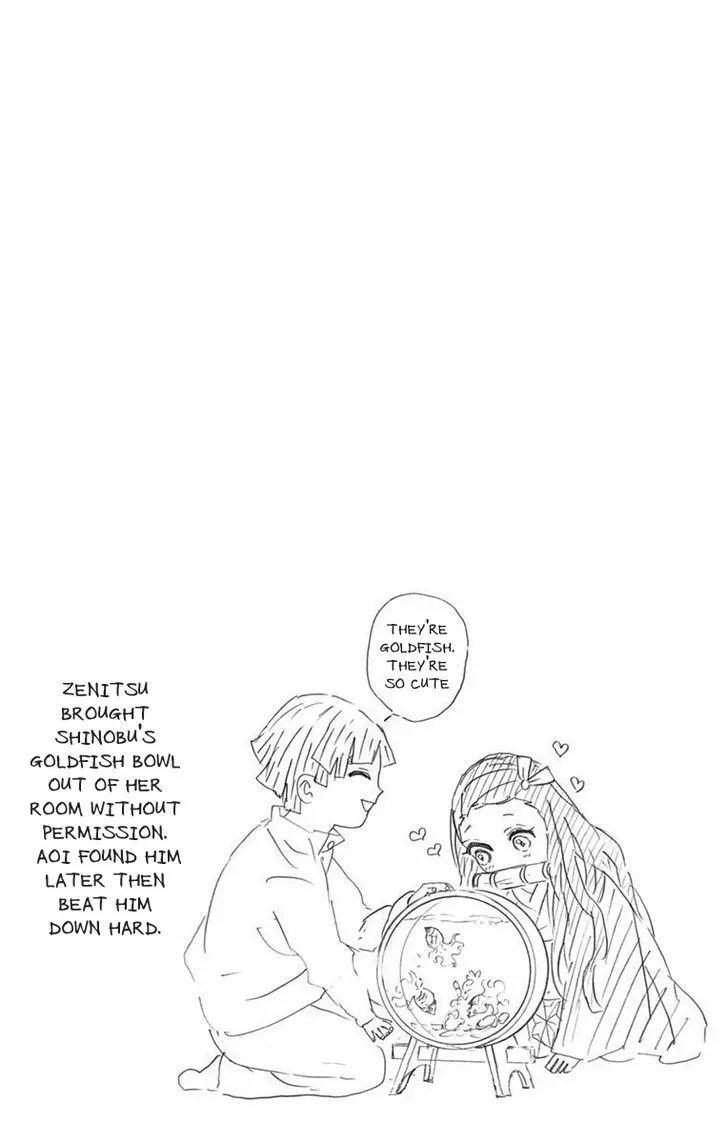 THEY'RE
GOLDFISH.
THEY'RE
SO CUTE
ZENITSU
BROUGHT
SHINOBU'S
GOLDFISH BOWL
OUT OF HER
ROOM WITHOUT
PERMISSION.
AOI FOUND HIM
LATER THEN
BEAT HIM
DOWN HARD.